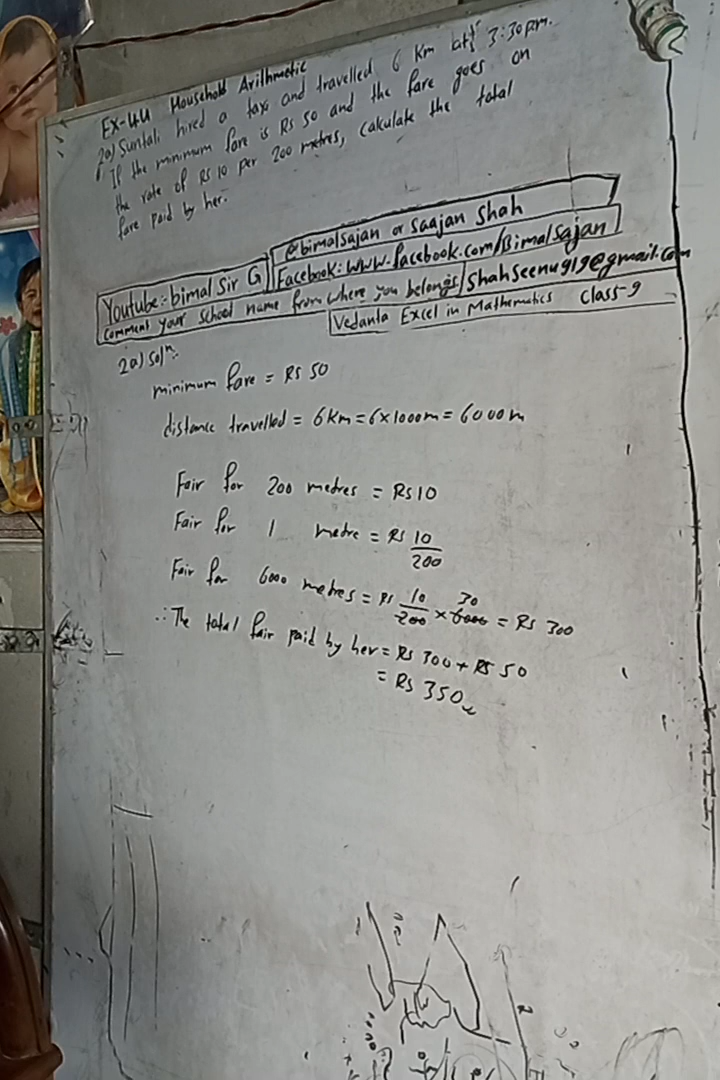 EX-4.4 Household Arithmetic
2a) Suntali hired a taxi and travelled 6 Km at 3:30 p.m.
If the minimum fare is Rs 50 and the fare goes on
the rate of Rs 10 per 200 metres, calculate the total
fare paid by her.
Youtube:- bimal Sir G
@bimalsajan or Saajan Shah
Facebook: www.facebook.com/Bimalsajan
Comment your school name from where you belongs/Shahseenu919@gmail.com
Vedanta Excel in Mathematics Class-9
2a) Solⁿ:
minimum fare = Rs 50
distance travelled = 6 km = 6×1000m = 6000m
Fair for 200 metres = Rs 10
Fair for 1 metre = Rs 10/200
Fair for 6000 metres = Rs 10/200 × 6000 30 = Rs 300
∴ The total fair paid by her = Rs 300 + Rs 50
= Rs 350